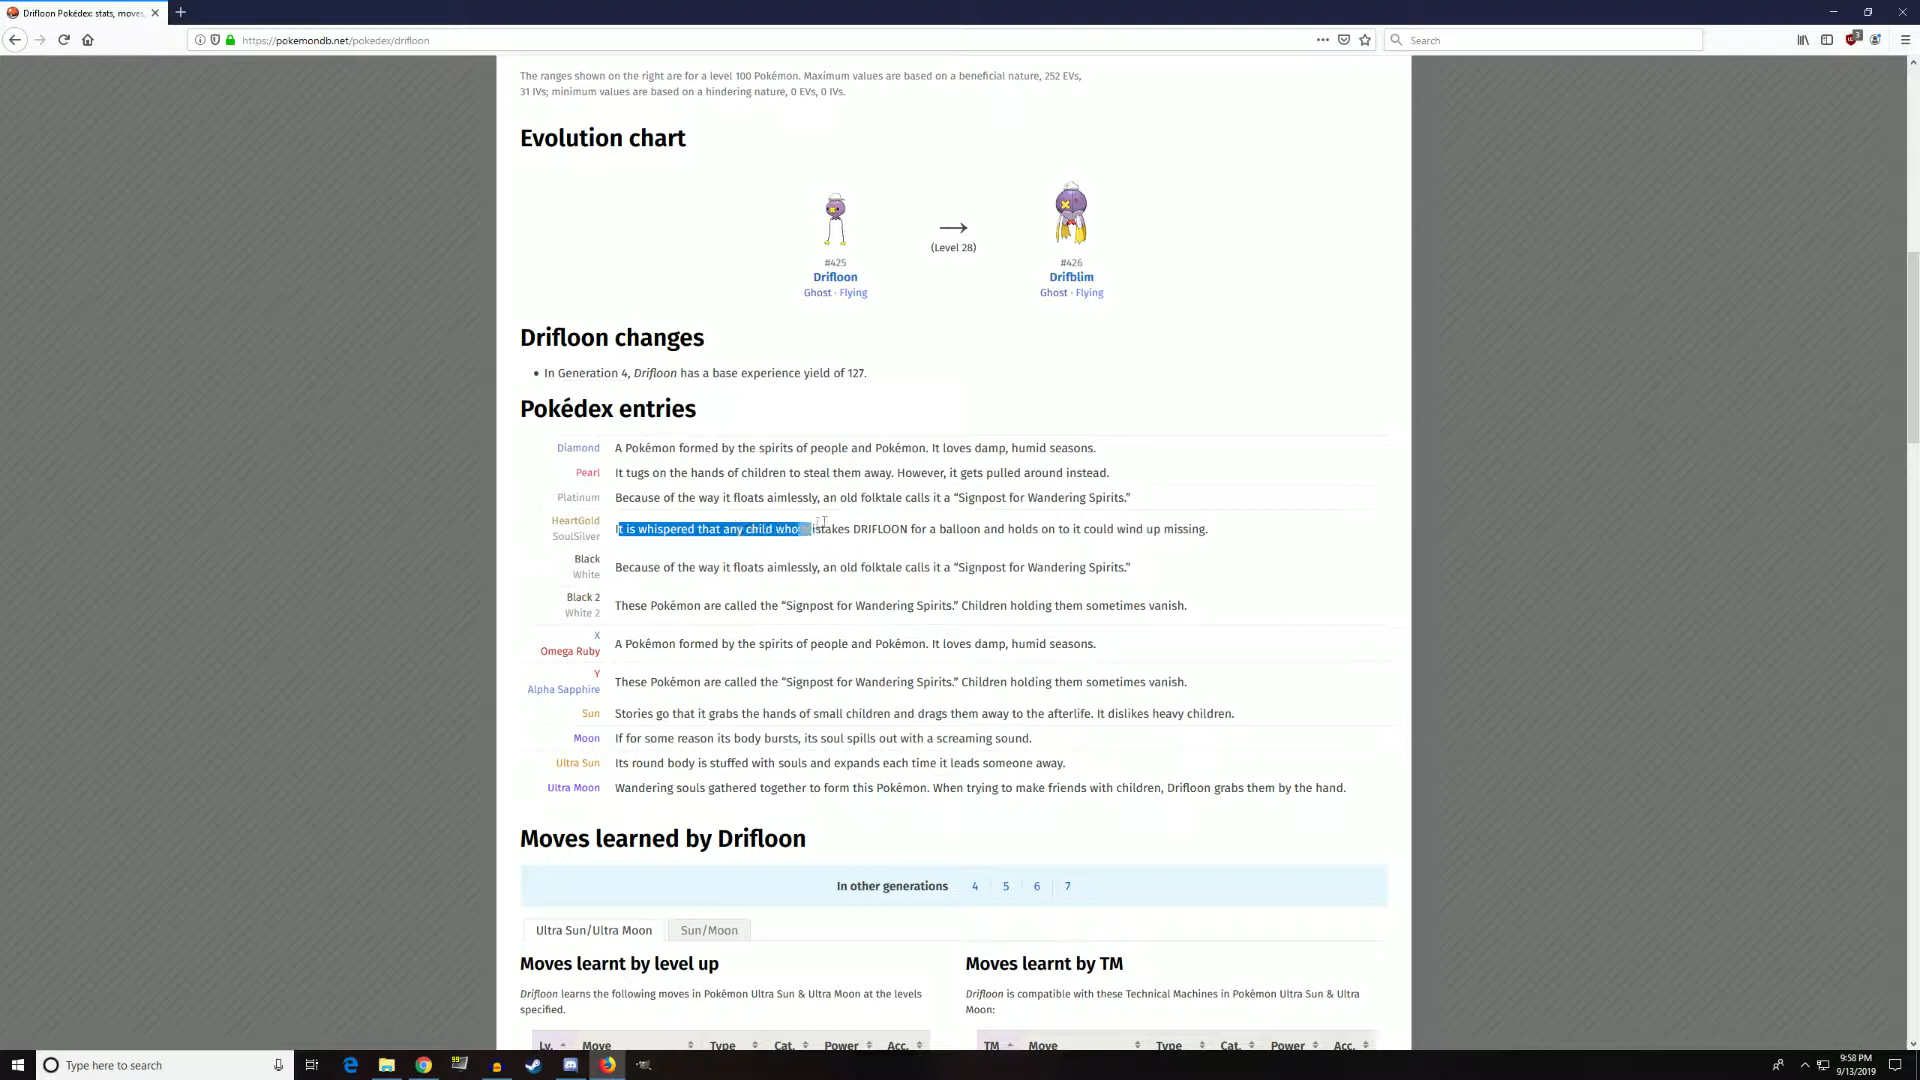 Drifloon Pokédex: stats, moves,
https://pokemondb.net/pokedex/drifloon
Search
The ranges shown on the right are for a level 100 Pokémon. Maximum values are based on a beneficial nature, 252 EVs,
31 IVs; minimum values are based on a hindering nature, 0 EVs, 0 IVs.
Evolution chart
(Level 28)
#425
Drifloon
Ghost · Flying
#426
Drifblim
Ghost · Flying
Drifloon changes
• In Generation 4, Drifloon has a base experience yield of 127.
Pokédex entries
Diamond A Pokémon formed by the spirits of people and Pokémon. It loves damp, humid seasons.
Pearl It tugs on the hands of children to steal them away. However, it gets pulled around instead.
Platinum Because of the way it floats aimlessly, an old folktale calls it a “Signpost for Wandering Spirits.”
HeartGold
SoulSilver
It is whispered that any child who mistakes DRIFLOON for a balloon and holds on to it could wind up missing.
Black
White
Because of the way it floats aimlessly, an old folktale calls it a “Signpost for Wandering Spirits.”
Black 2
White 2
These Pokémon are called the “Signpost for Wandering Spirits.” Children holding them sometimes vanish.
X
Omega Ruby
A Pokémon formed by the spirits of people and Pokémon. It loves damp, humid seasons.
Y
Alpha Sapphire
These Pokémon are called the “Signpost for Wandering Spirits.” Children holding them sometimes vanish.
Sun Stories go that it grabs the hands of small children and drags them away to the afterlife. It dislikes heavy children.
Moon If for some reason its body bursts, its soul spills out with a screaming sound.
Ultra Sun Its round body is stuffed with souls and expands each time it leads someone away.
Ultra Moon Wandering souls gathered together to form this Pokémon. When trying to make friends with children, Drifloon grabs them by the hand.
Moves learned by Drifloon
In other generations 4 5 6 7
Ultra Sun/Ultra Moon Sun/Moon
Moves learnt by level up
Drifloon learns the following moves in Pokémon Ultra Sun & Ultra Moon at the levels
specified.
Lv. Move Type Cat. Power Acc.
Moves learnt by TM
Drifloon is compatible with these Technical Machines in Pokémon Ultra Sun & Ultra
Moon:
TM Move Type Cat. Power Acc.
Type here to search
9:58 PM
9/13/2019